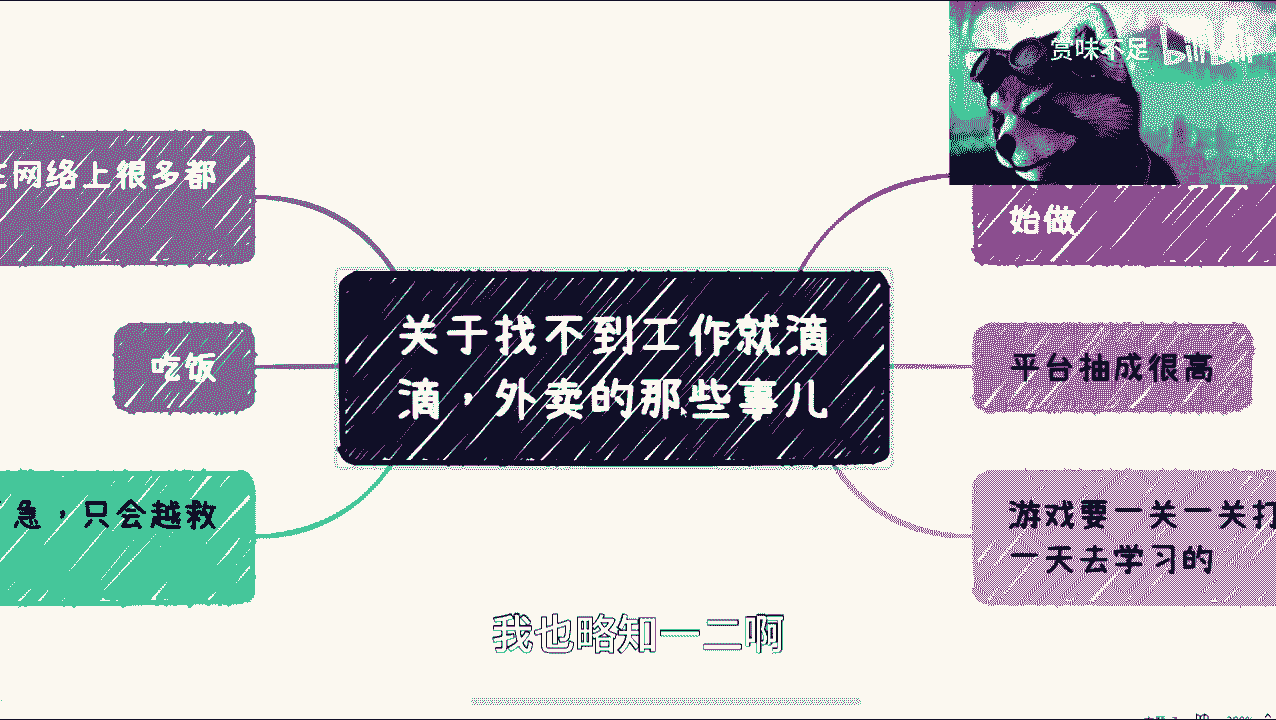 赏味不足 bilibili
网络上很多都
始做
关于找不到工作就滴
滴，外卖的那些事儿
吃饭
平台抽成很高
急，只会越救
游戏要一关一关打
一天去学习的
我也略知一二啊